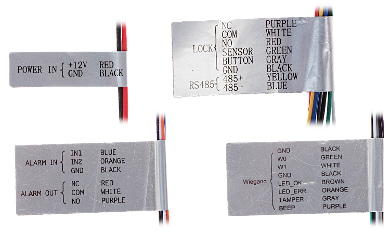 POWER IN { +12V RED
GND BLACK
NC PURPLE
COM WHITE
LOCK { NO RED
SENSOR GREEN
BUTTON GRAY
GND BLACK
RS485 { 485+ YELLOW
485- BLUE
ALARM IN { IN1 BLUE
IN2 ORANGE
GND BLACK
ALARM OUT { NC RED
COM WHITE
NO PURPLE
GND BLACK
W0 GREEN
W1 WHITE
GND BLACK
Wiegand { LED_OK BROWN
LED_ERR ORANGE
TAMPER GRAY
BEEP PURPLE